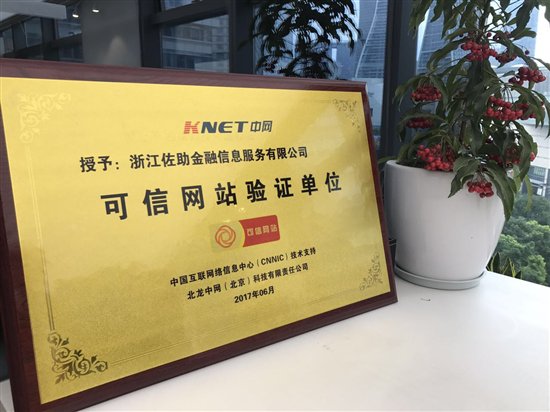 KNET中网
授予：浙江佐助金融信息服务有限公司
可信网站验证单位
可信网站
中国互联网络信息中心（CNNIC）技术支持
北龙中网（北京）科技有限责任公司
2017年06月